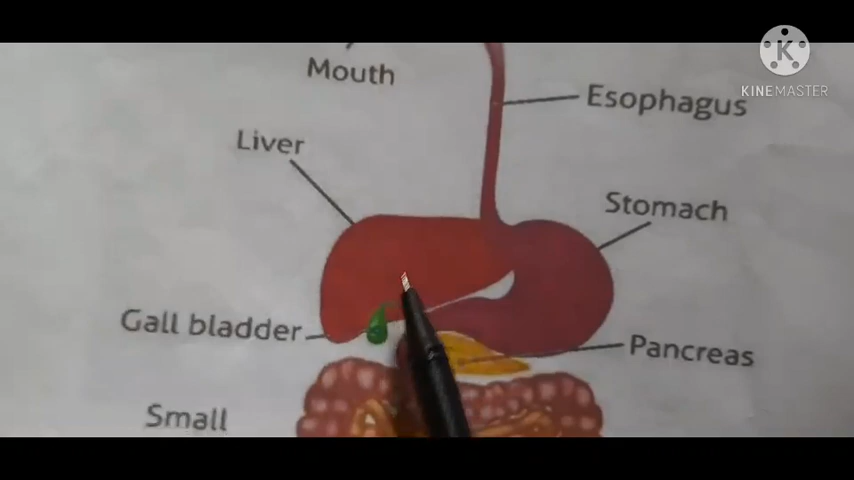 K
KINEMASTER
Mouth
Esophagus
Liver
Stomach
Gall bladder
Pancreas
Small